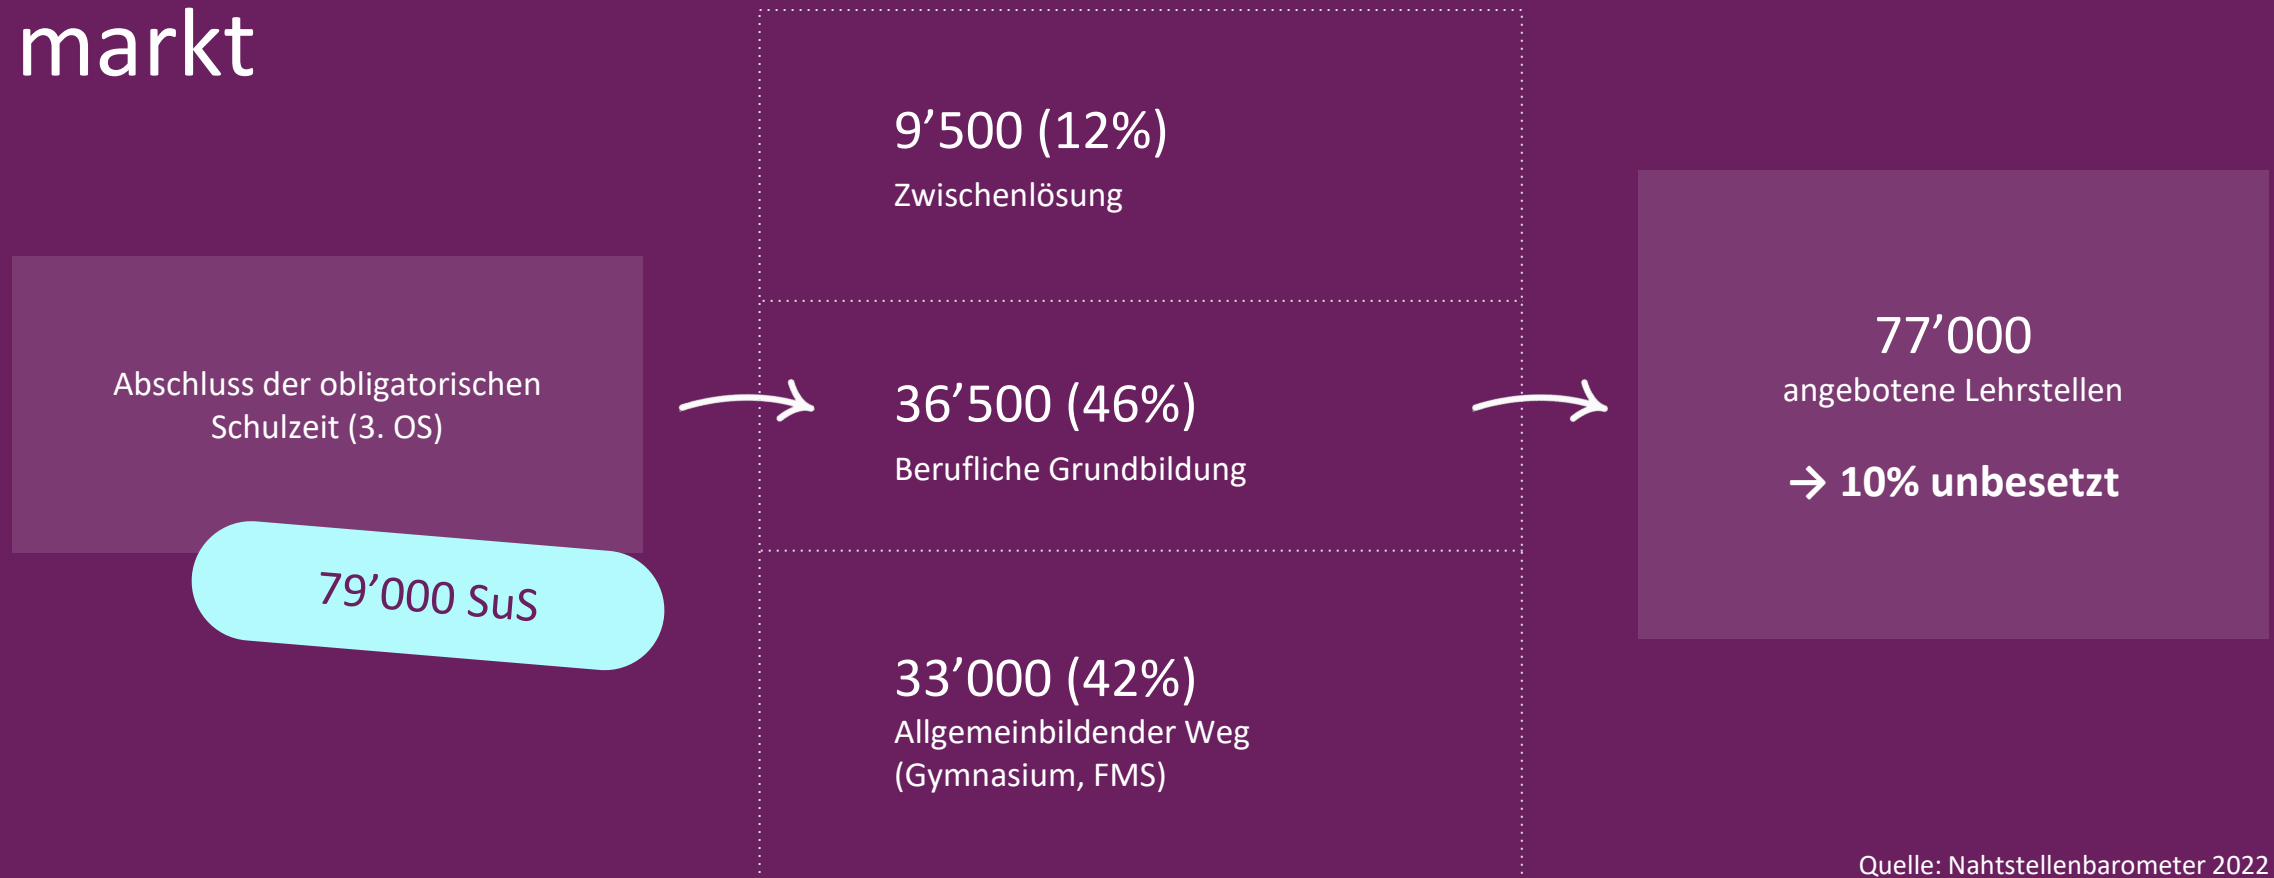 markt
Abschluss der obligatorischen
Schulzeit (3. OS)
79’000 SuS
9’500 (12%)
Zwischenlösung
36’500 (46%)
Berufliche Grundbildung
33’000 (42%)
Allgemeinbildender Weg
(Gymnasium, FMS)
77’000
angebotene Lehrstellen
→ 10% unbesetzt
Quelle: Nahtstellenbarometer 2022